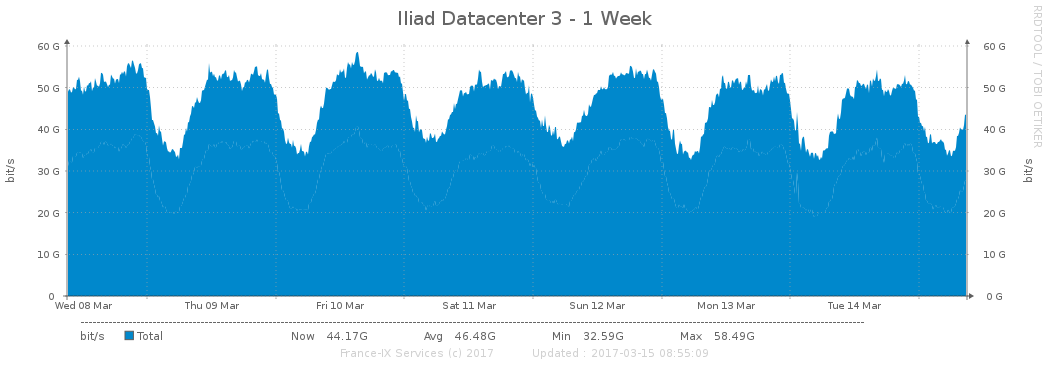 Iliad Datacenter 3 - 1 Week
RRDTOOL / TOBI OETIKER
bit/s
60 G 60 G
50 G 50 G
40 G 40 G
30 G 30 G
20 G 20 G
10 G 10 G
0 0 G
bit/s
Wed 08 Mar Thu 09 Mar Fri 10 Mar Sat 11 Mar Sun 12 Mar Mon 13 Mar Tue 14 Mar
bit/s Total Now 44.17G Avg 46.48G Min 32.59G Max 58.49G
France-IX Services (c) 2017 Updated : 2017-03-15 08:55:09